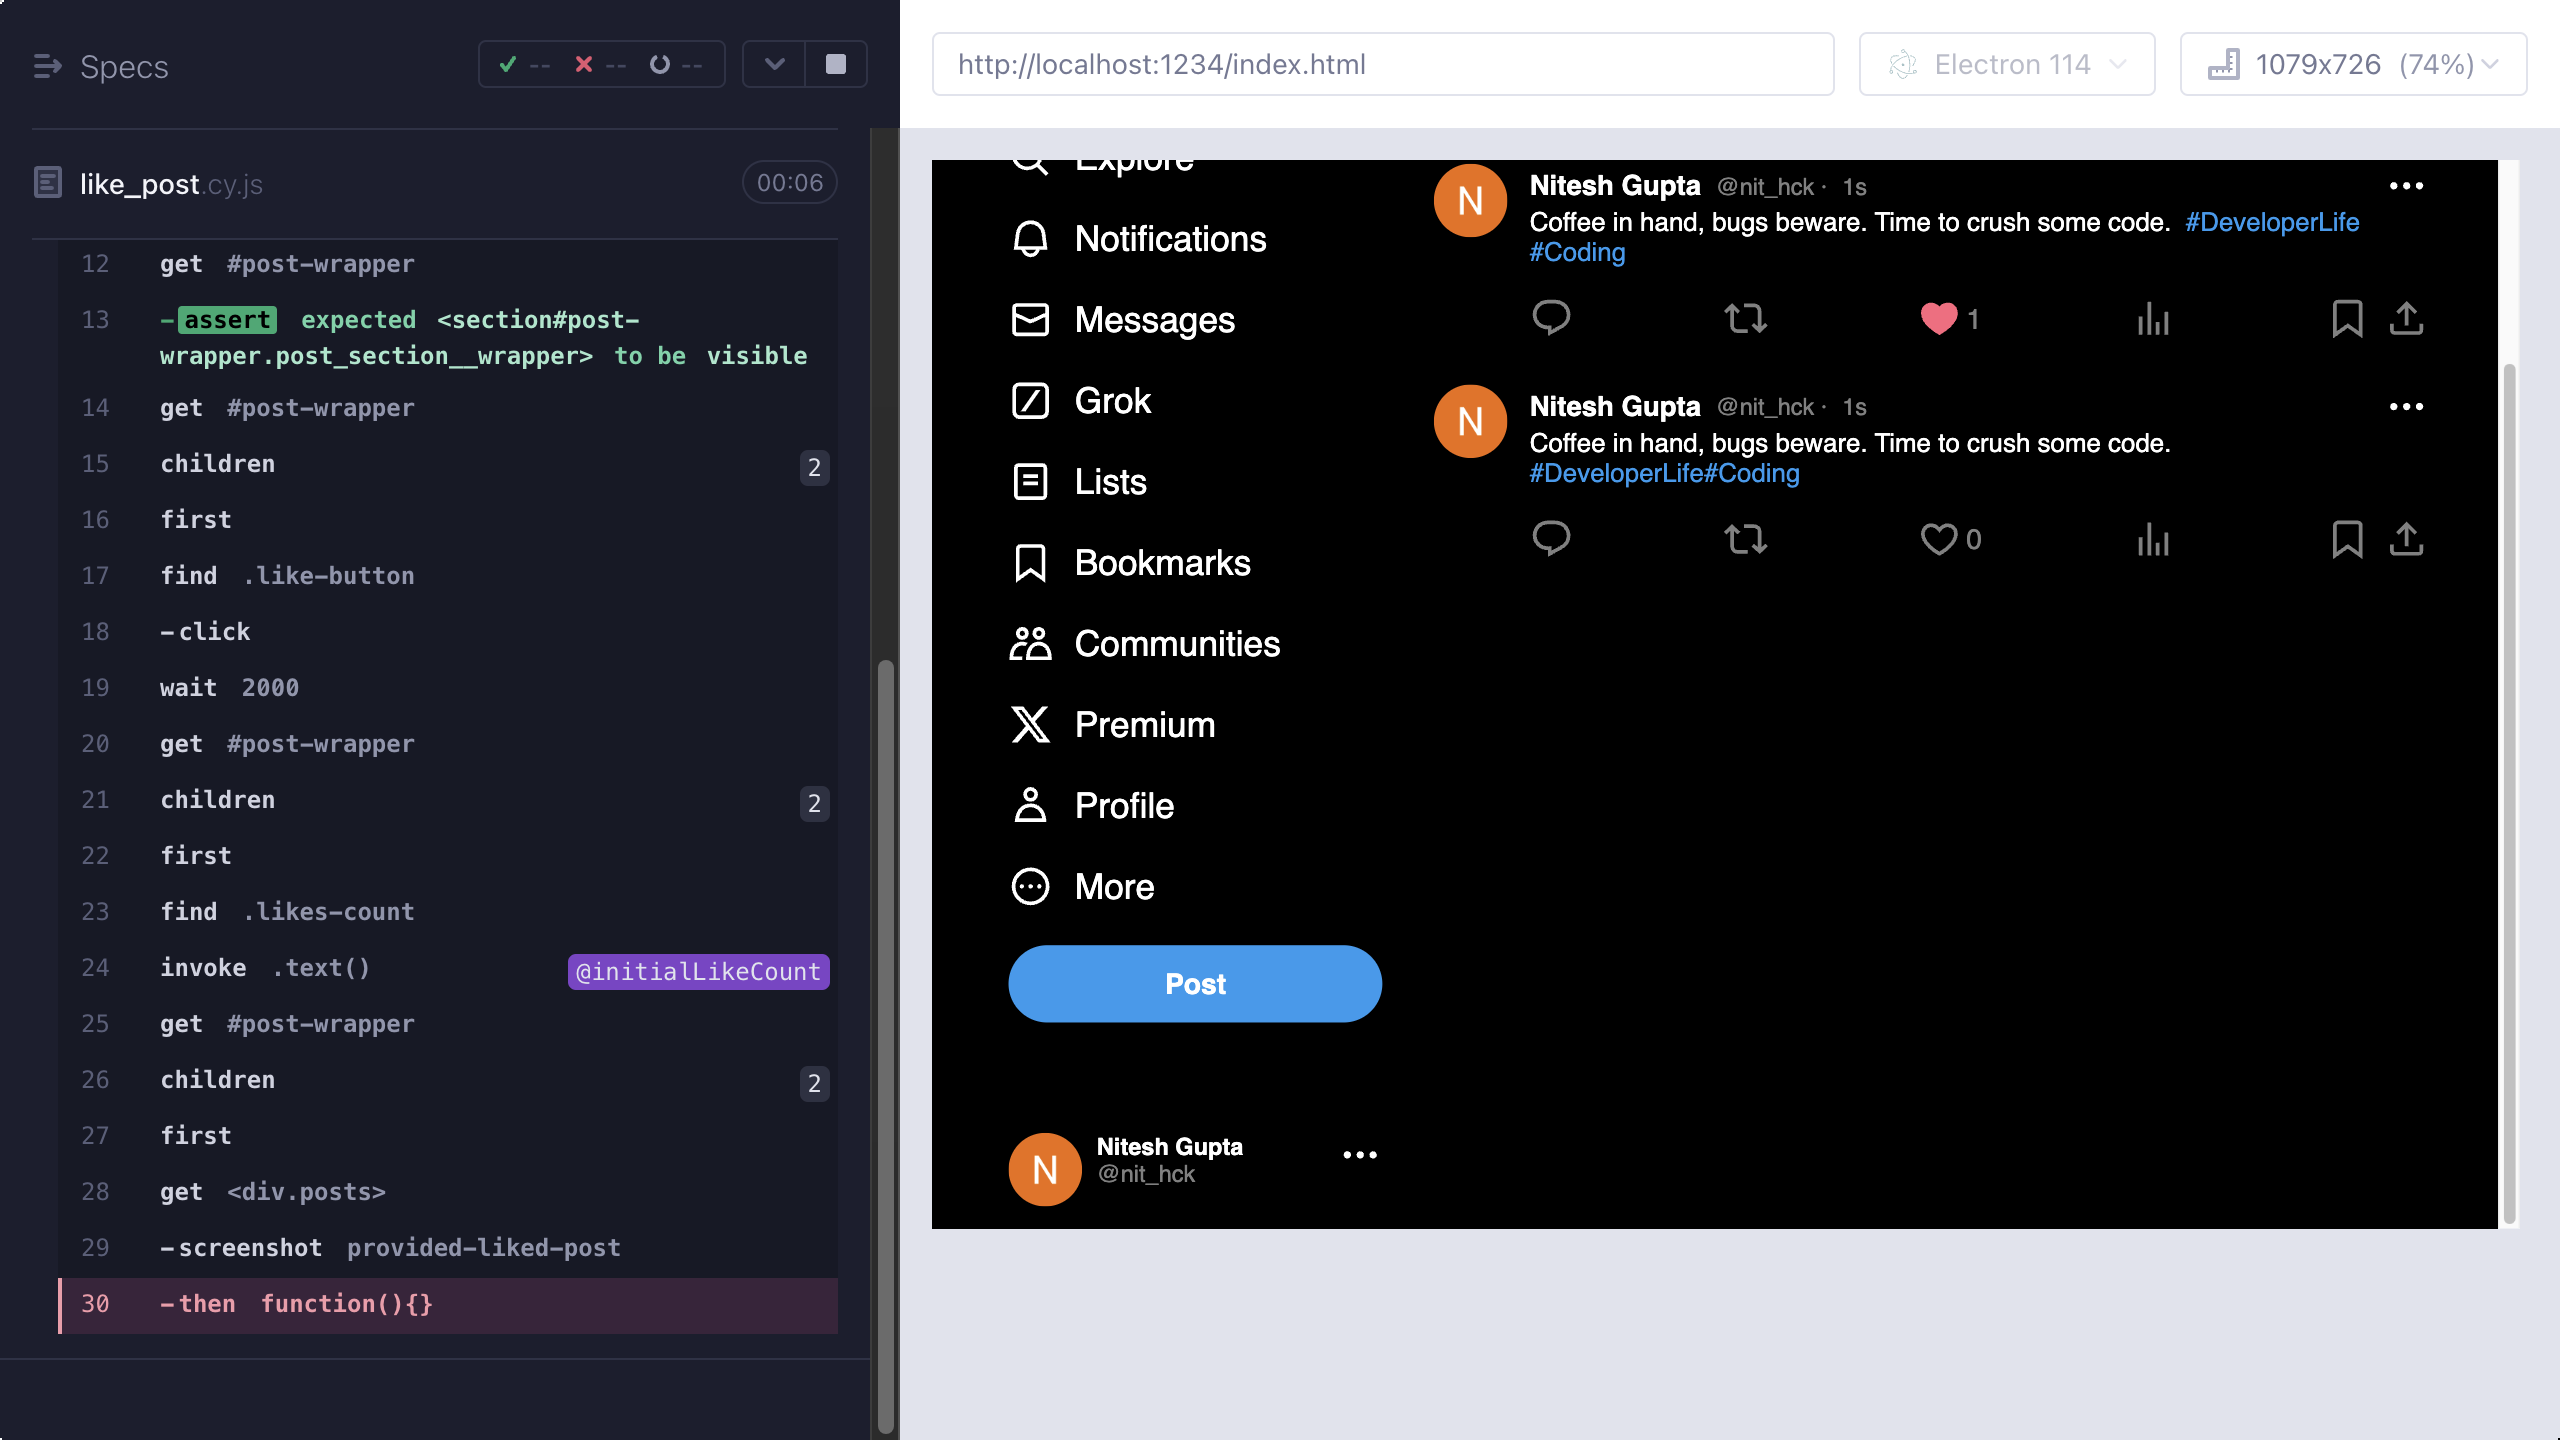 Specs
-- -- --
like_post.cy.js
00:06
12 get #post-wrapper
13 -assert expected <section#post-
wrapper.post_section__wrapper> to be visible
14 get #post-wrapper
15 children 2
16 first
17 find .like-button
18 -click
19 wait 2000
20 get #post-wrapper
21 children 2
22 first
23 find .likes-count
24 invoke .text() @initialLikeCount
25 get #post-wrapper
26 children 2
27 first
28 get <div.posts>
29 -screenshot provided-liked-post
30 -then function(){}
http://localhost:1234/index.html
Electron 114
1079x726 (74%)
Explore
Notifications
Messages
Grok
Lists
Bookmarks
Communities
Premium
Profile
More
Post
N
Nitesh Gupta
@nit_hck
N
Nitesh Gupta @nit_hck · 1s
Coffee in hand, bugs beware. Time to crush some code. #DeveloperLife
#Coding
1
N
Nitesh Gupta @nit_hck · 1s
Coffee in hand, bugs beware. Time to crush some code.
#DeveloperLife#Coding
0